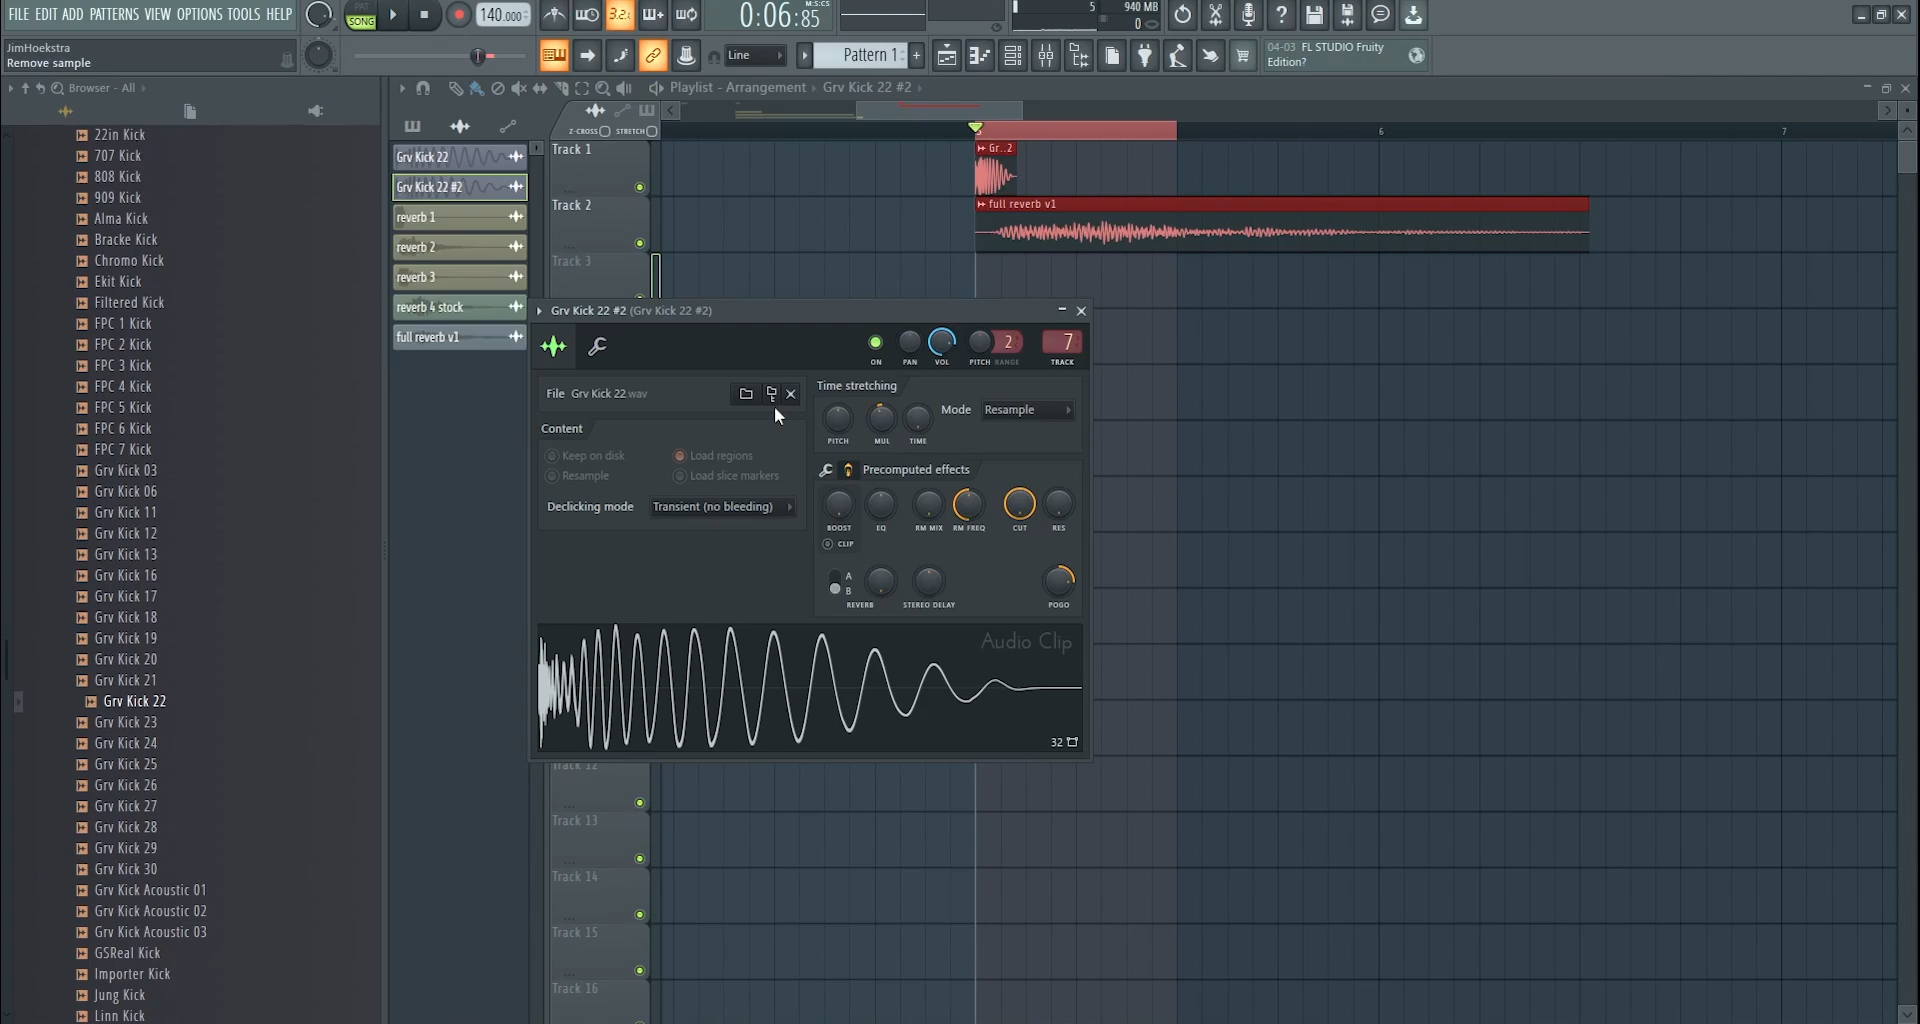 FILE EDIT ADD PATTERNS VIEW OPTIONS TOOLS HELP
PAT
SONG
140.000
3.2.
0:06:85
M:S:CS
5
940 MB
0
JimHoekstra
Remove sample
Line
Pattern 1
04-03 FL STUDIO Fruity
Edition?
Browser - All
Playlist - Arrangement
Grv Kick 22 #2
Z-CROSS
STRETCH
6
7
22in Kick
707 Kick
808 Kick
909 Kick
Alma Kick
Bracke Kick
Chromo Kick
Ekit Kick
Filtered Kick
FPC 1 Kick
FPC 2 Kick
FPC 3 Kick
FPC 4 Kick
FPC 5 Kick
FPC 6 Kick
FPC 7 Kick
Grv Kick 03
Grv Kick 06
Grv Kick 11
Grv Kick 12
Grv Kick 13
Grv Kick 16
Grv Kick 17
Grv Kick 18
Grv Kick 19
Grv Kick 20
Grv Kick 21
Grv Kick 22
Grv Kick 23
Grv Kick 24
Grv Kick 25
Grv Kick 26
Grv Kick 27
Grv Kick 28
Grv Kick 29
Grv Kick 30
Grv Kick Acoustic 01
Grv Kick Acoustic 02
Grv Kick Acoustic 03
GSReal Kick
Importer Kick
Jung Kick
Linn Kick
Grv Kick 22
Grv Kick 22 #2
reverb 1
reverb 2
reverb 3
reverb 4 stock
full reverb v1
Track 1
Gr..2
Track 2
full reverb v1
Track 3
Grv Kick 22 #2 (Grv Kick 22 #2)
ON
PAN
VOL
PITCH
RANGE
2
7
TRACK
File Grv Kick 22.wav
Content
Keep on disk
Load regions
Resample
Load slice markers
Declicking mode
Transient (no bleeding)
Time stretching
PITCH
MUL
TIME
Mode
Resample
Precomputed effects
BOOST
EQ
RM MIX
RM FREQ
CUT
RES
CLIP
A
B
REVERB
STEREO DELAY
POGO
Audio Clip
32
Track 12
Track 13
Track 14
Track 15
Track 16